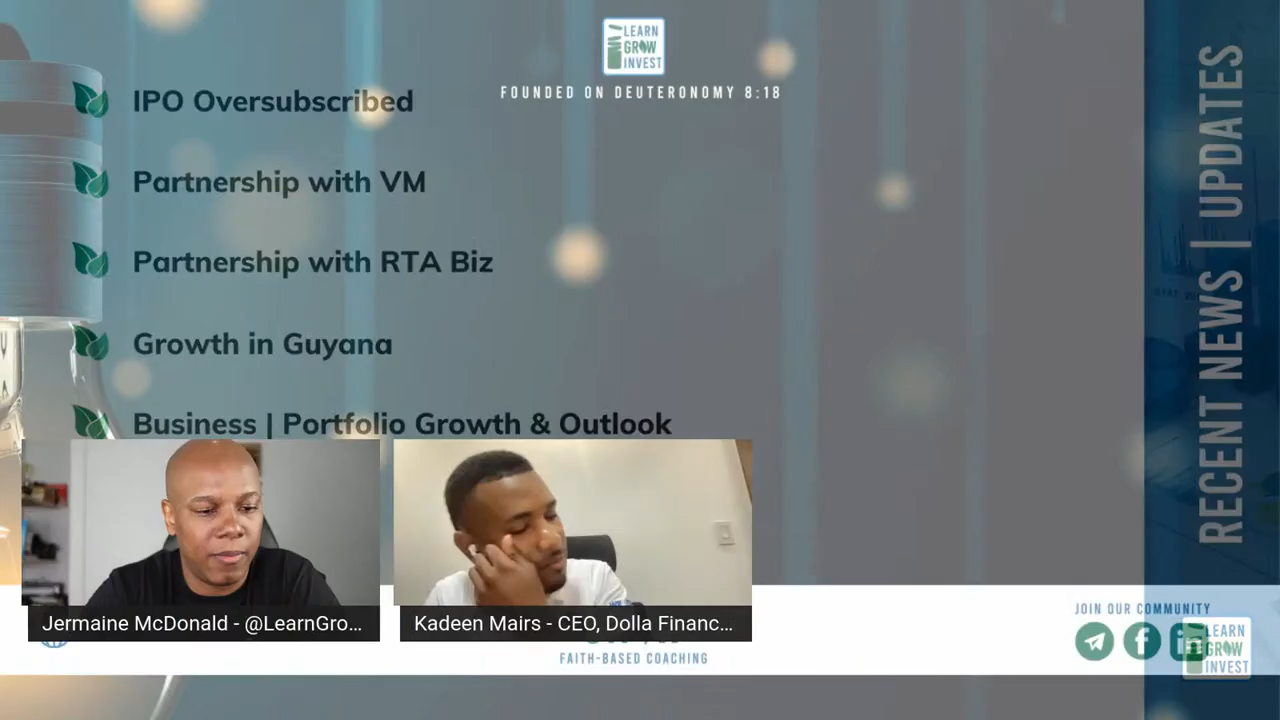 LEARN
GROW
INVEST
FOUNDED ON DEUTERONOMY 8:18
IPO Oversubscribed
Partnership with VM
Partnership with RTA Biz
Growth in Guyana
Business | Portfolio Growth & Outlook
RECENT NEWS | UPDATES
Jermaine McDonald - @LearnGro...
Kadeen Mairs - CEO, Dolla Financ...
FAITH-BASED COACHING
JOIN OUR COMMUNITY
LEARN
GROW
INVEST